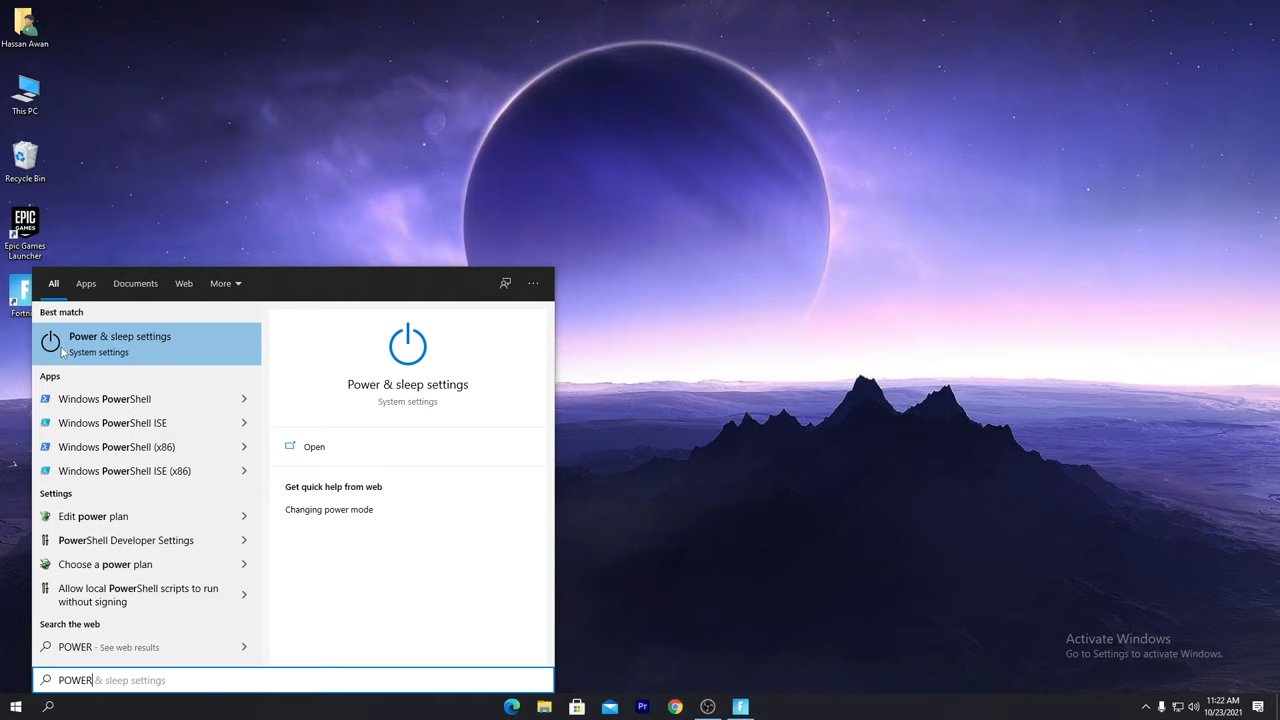 Hassan Awan
This PC
Recycle Bin
EPIC
GAMES
Epic Games
Launcher
All
Apps
Documents
Web
More
Best match
Power & sleep settings
System settings
Apps
Windows PowerShell
Windows PowerShell ISE
Windows PowerShell (x86)
Windows PowerShell ISE (x86)
Settings
Edit power plan
PowerShell Developer Settings
Choose a power plan
Allow local PowerShell scripts to run
without signing
Search the web
POWER - See web results
POWER & sleep settings
Power & sleep settings
System settings
Open
Get quick help from web
Changing power mode
Activate Windows
Go to Settings to activate Windows.
Pr
11:22 AM
10/23/2021